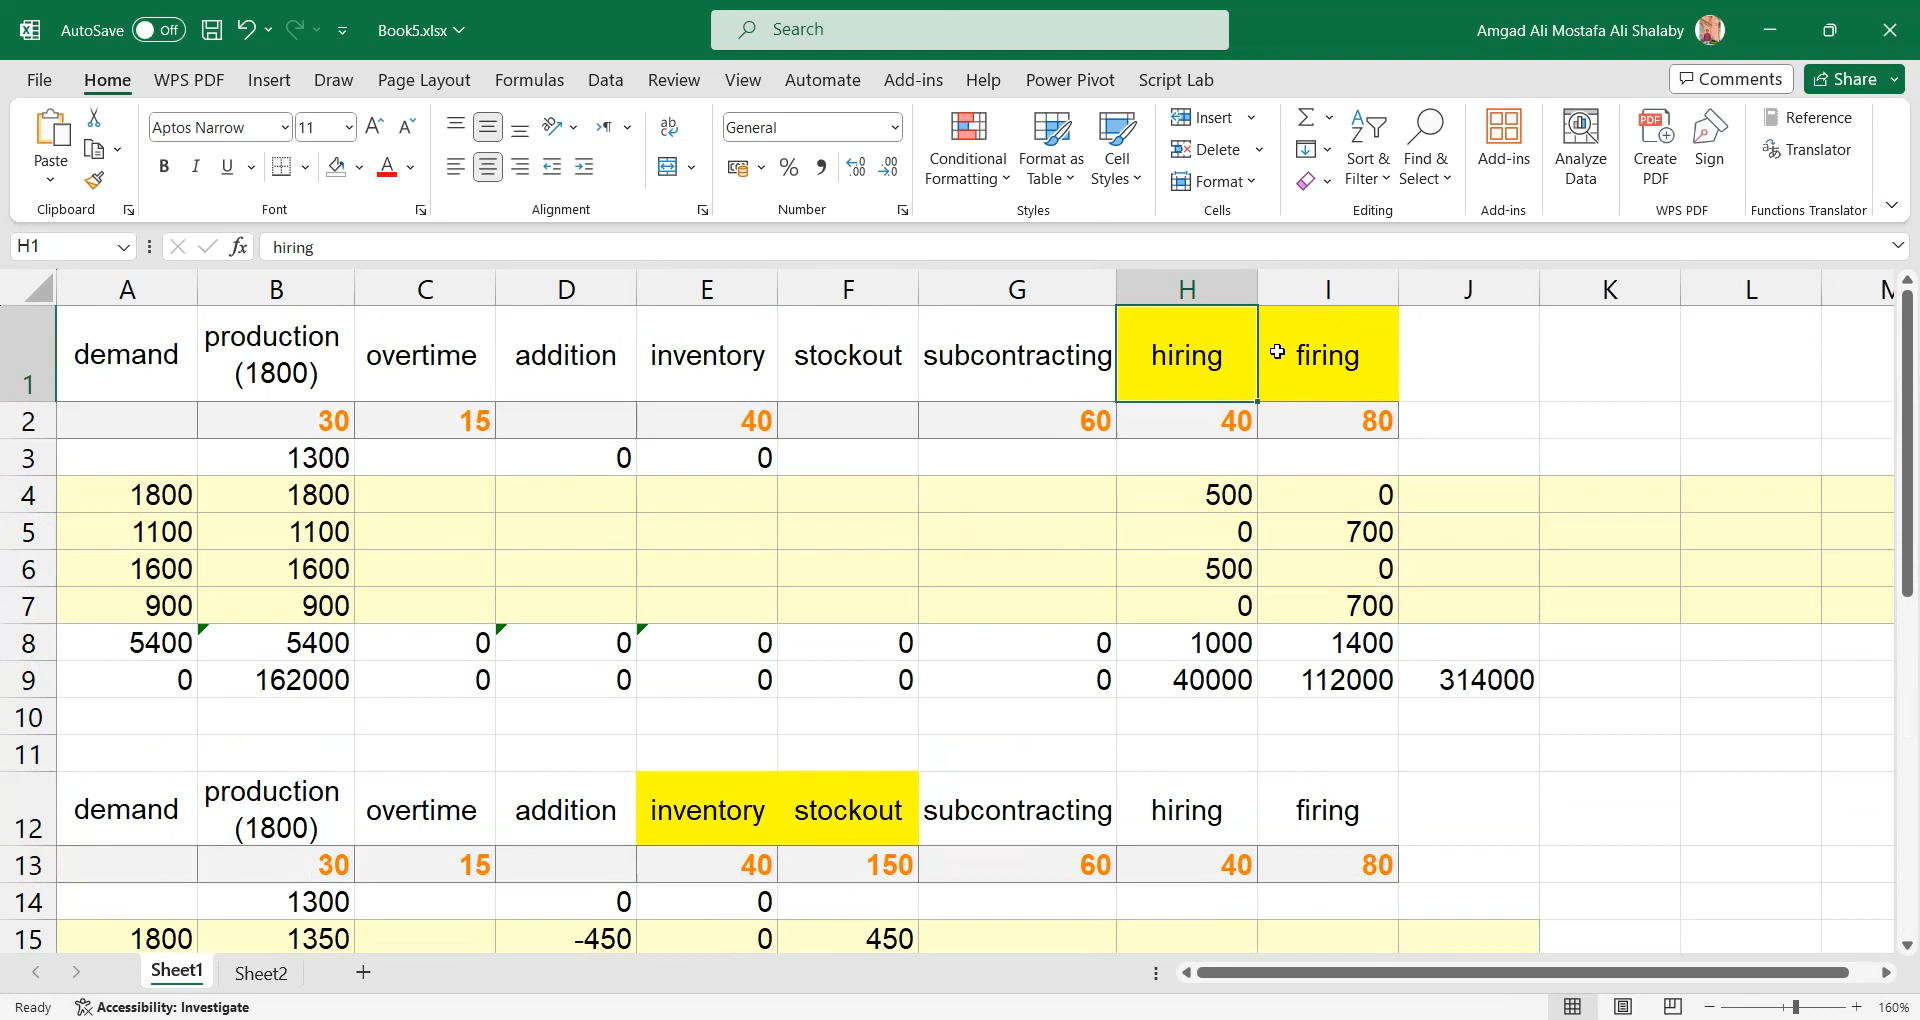 AutoSave Off Book5.xlsx Search Amgad Ali Mostafa Ali Shalaby
File Home WPS PDF Insert Draw Page Layout Formulas Data Review View Automate Add-ins Help Power Pivot Script Lab Comments Share
Paste
Clipboard
Aptos Narrow 11
B I U
Font
ab
Alignment
General
% 9 .00
Number
Conditional Formatting
Format as Table
Cell Styles
Styles
Insert
Delete
Format
Cells
Sort & Filter
Find & Select
Editing
Add-ins
Add-ins
Analyze Data
Create PDF
Sign
WPS PDF
Reference
Translator
Functions Translator
H1 fx hiring
A B C D E F G H I J K L M
1 demand production (1800) overtime addition inventory stockout subcontracting hiring firing
2 30 15 40 60 40 80
3 1300 0 0
4 1800 1800 500 0
5 1100 1100 0 700
6 1600 1600 500 0
7 900 900 0 700
8 5400 5400 0 0 0 0 0 1000 1400
9 0 162000 0 0 0 0 0 40000 112000 314000
10
11
12 demand production (1800) overtime addition inventory stockout subcontracting hiring firing
13 30 15 40 150 60 40 80
14 1300 0 0
15 1800 1350 -450 0 450
Sheet1 Sheet2
Ready Accessibility: Investigate 160%